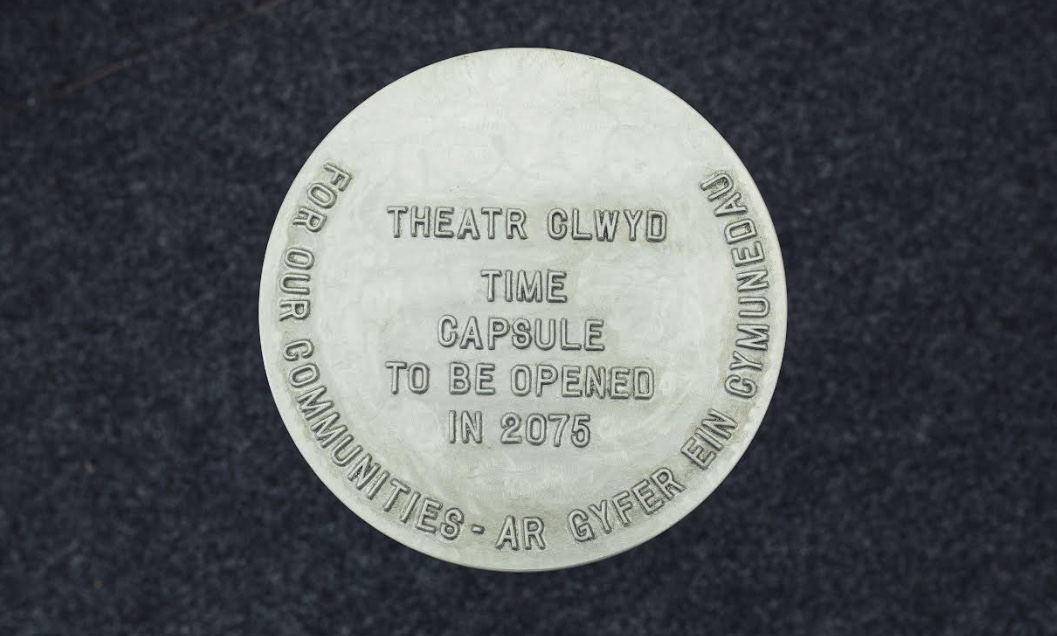 THEATR CLWYD
TIME
CAPSULE
TO BE OPENED
IN 2075
FOR OUR COMMUNITIES - AR GYFER EIN CYMUNEDAU